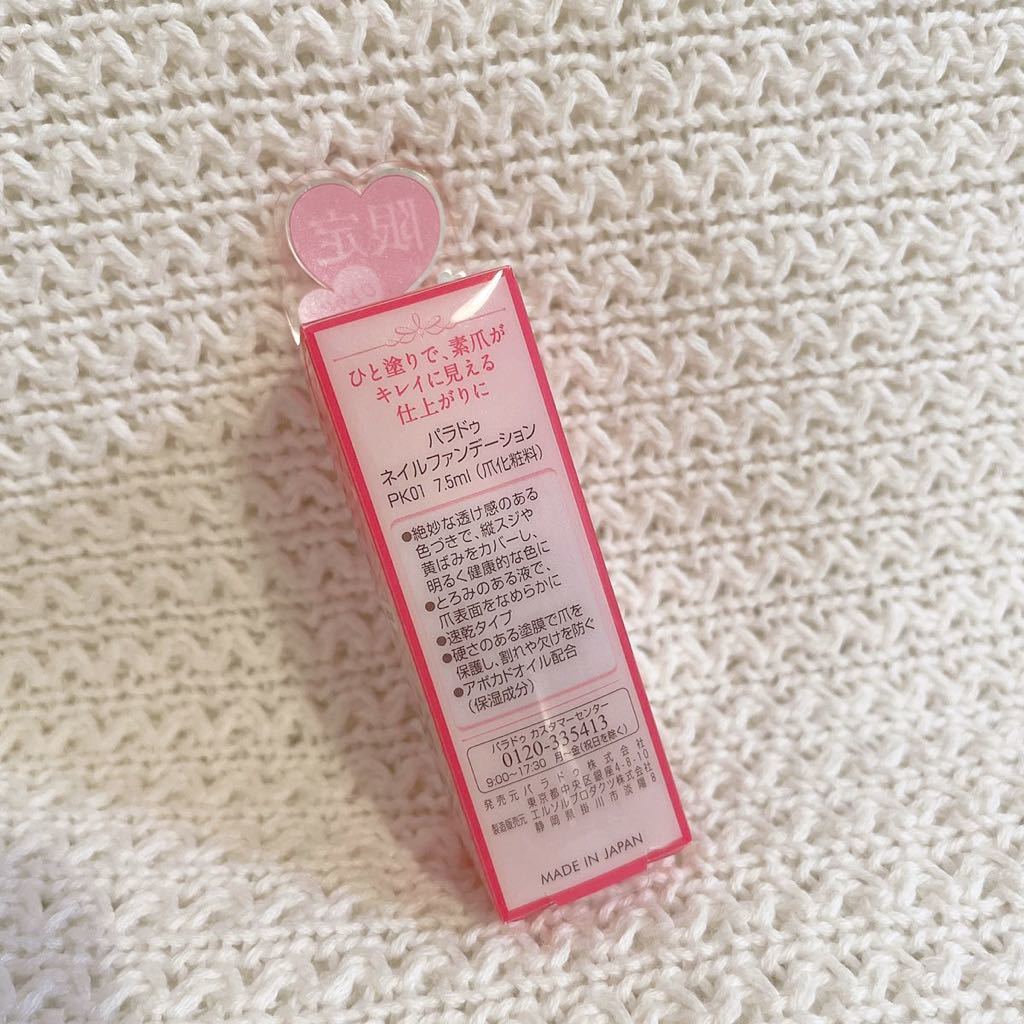 限定
ひと塗りで、素爪が
キレイに見える
仕上がりに
パラドゥ
ネイルファンデーション
PK01 7.5ml (爪化粧料)
●絶妙な透け感のある
色づきで、縦スジや
黄ばみをカバーし、
明るく健康的な色に
●とろみのある液で、
爪表面をなめらかに
●速乾タイプ
●硬さのある塗膜で爪を
保護し、割れや欠けを防ぐ
●アボカドオイル配合
(保湿成分)
パラドゥ カスタマーセンター
0120-335413
9:00〜17:30 月〜金(祝日を除く)
発売元 パラドゥ株式会社
東京都中央区銀座4-8-10
製造販売元 エルソルプロダクツ株式会社
静岡県掛川市淡陽8
MADE IN JAPAN